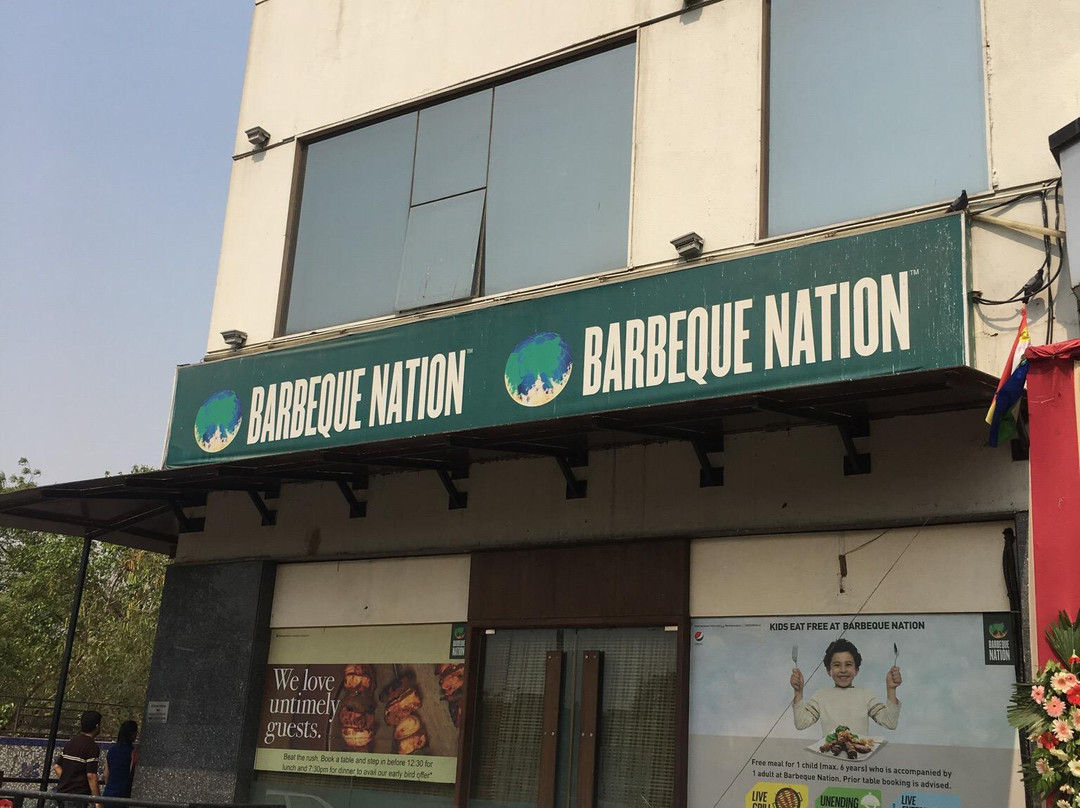 BARBEQUE NATION™
BARBEQUE NATION™
We love
untimely
guests.
Beat the rush. Book a table and step in before 12:30 for
lunch and 7:30pm for dinner to avail our early bird offer*
BARBEQUE
NATION
KIDS EAT FREE AT BARBEQUE NATION
pepsi
BARBEQUE
NATION
Free meal for 1 child (max. 6 years) who is accompanied by
1 adult at Barbeque Nation. Prior table booking is advised.
LIVE
UNENDING
LIVE